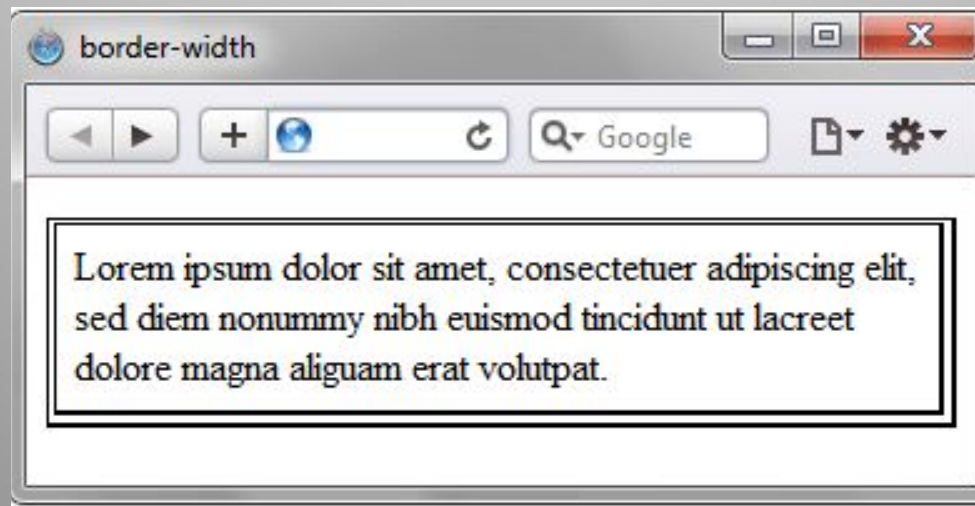 border-width
Google
Lorem ipsum dolor sit amet, consectetuer adipiscing elit,
sed diem nonummy nibh euismod tincidunt ut lacreet
dolore magna aliguam erat volutpat.